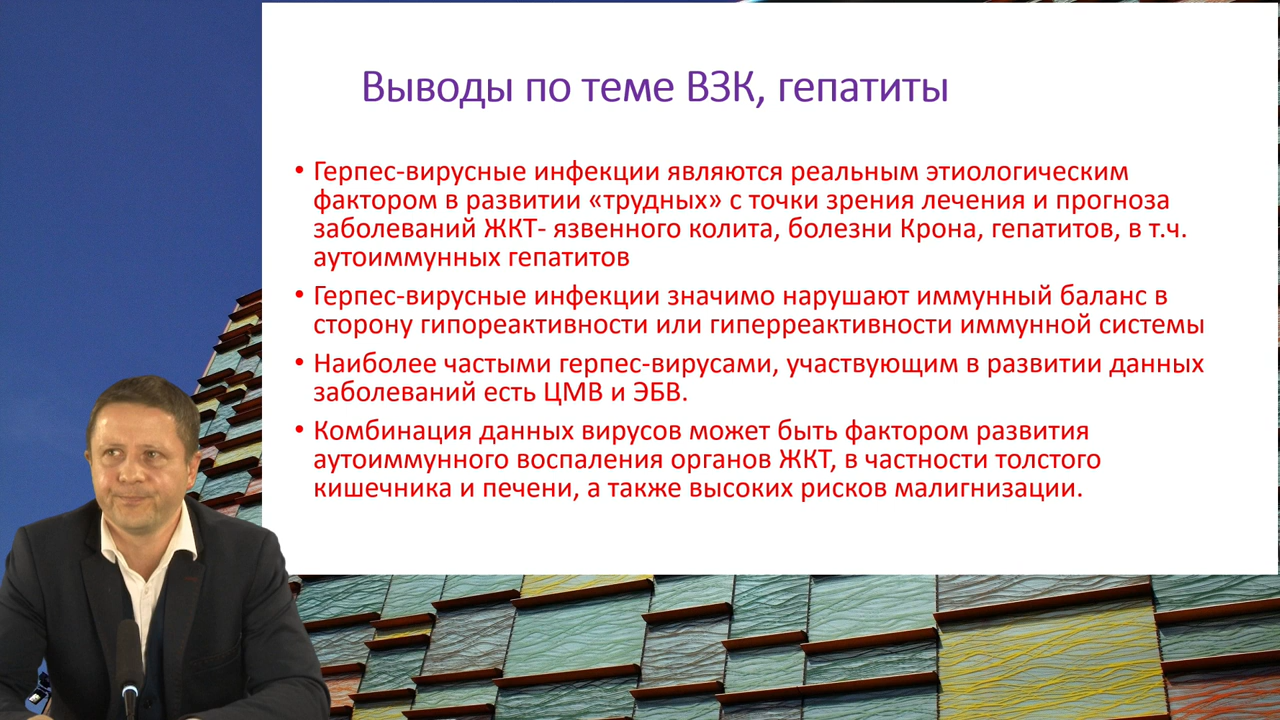 Выводы по теме ВЗК, гепатиты
• Герпес-вирусные инфекции являются реальным этиологическим
фактором в развитии «трудных» с точки зрения лечения и прогноза
заболеваний ЖКТ- язвенного колита, болезни Крона, гепатитов, в т.ч.
аутоиммунных гепатитов
• Герпес-вирусные инфекции значимо нарушают иммунный баланс в
сторону гипореактивности или гиперреактивности иммунной системы
• Наиболее частыми герпес-вирусами, участвующим в развитии данных
заболеваний есть ЦМВ и ЭБВ.
• Комбинация данных вирусов может быть фактором развития
аутоиммунного воспаления органов ЖКТ, в частности толстого
кишечника и печени, а также высоких рисков малигнизации.